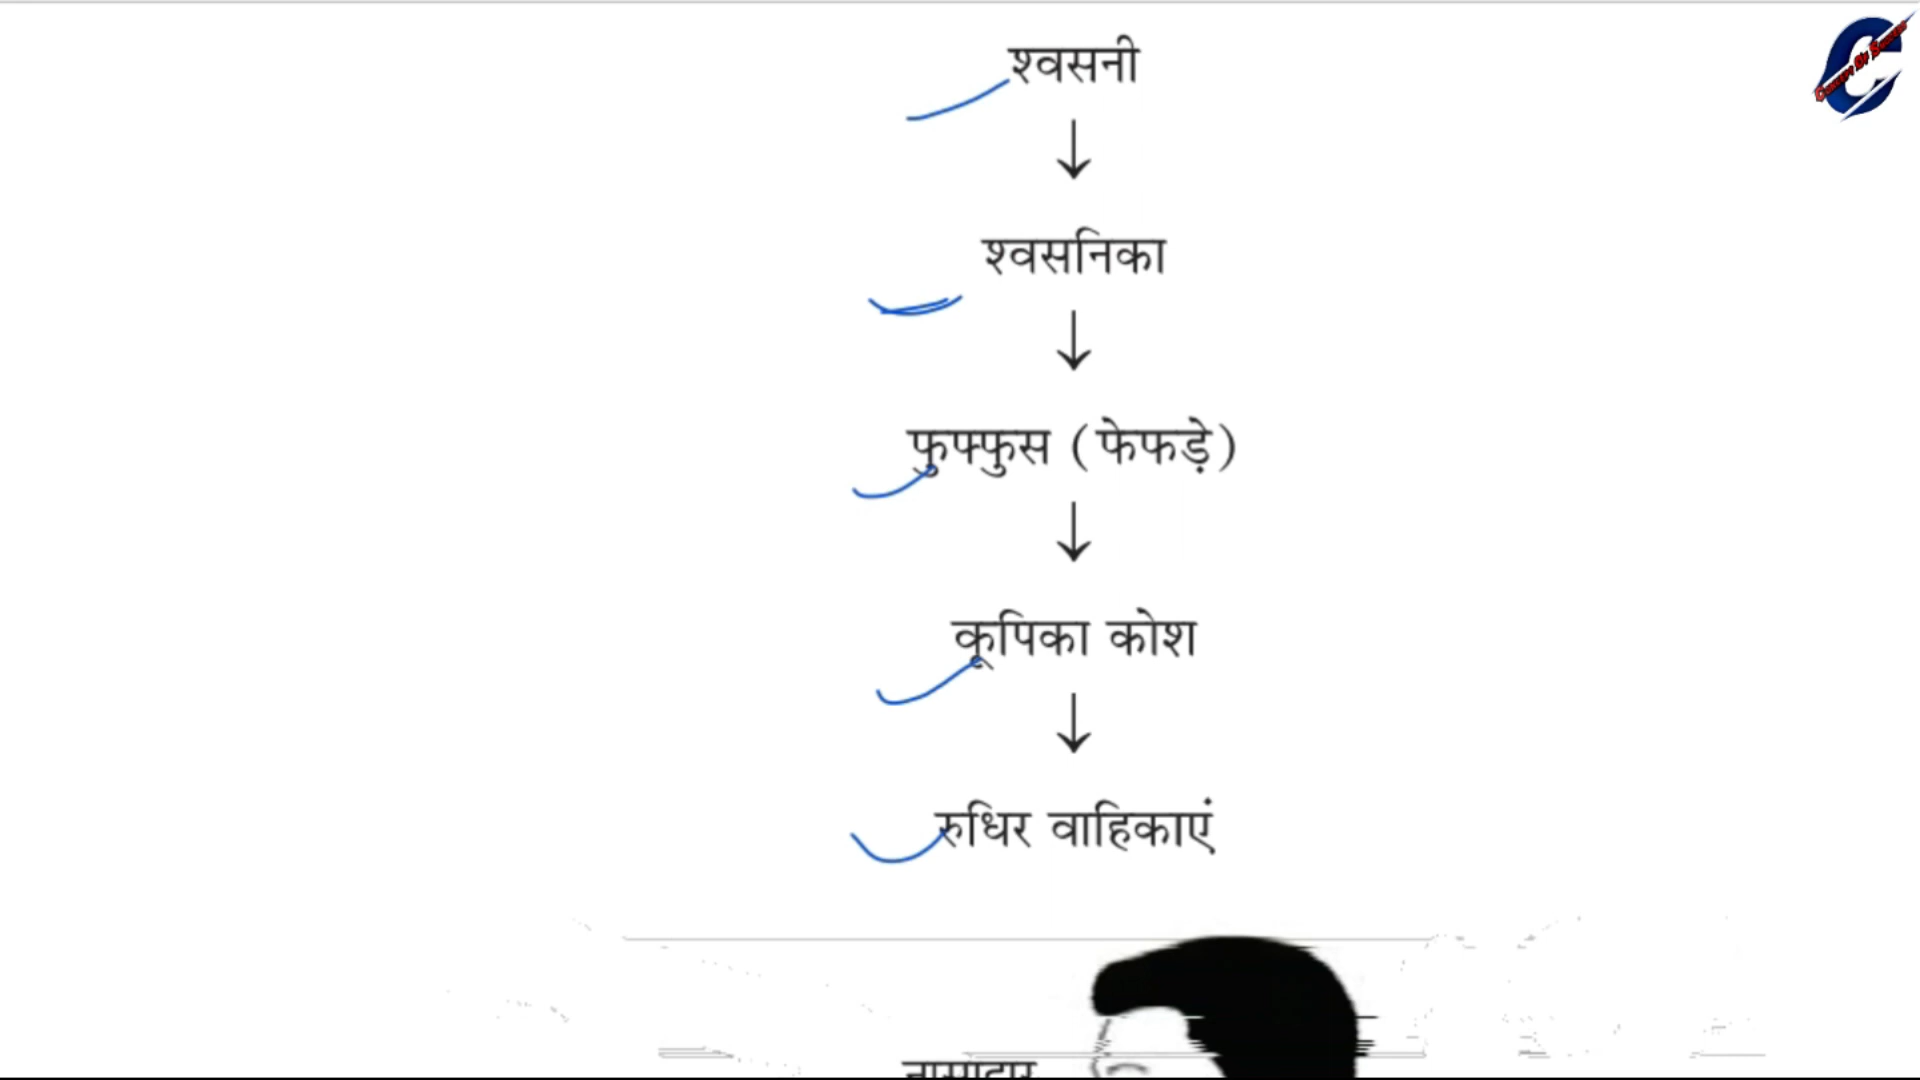 श्वसनी
↓
श्वसनिका
↓
फुफ्फुस (फेफड़े)
↓
कूपिका कोश
↓
रुधिर वाहिकाएं